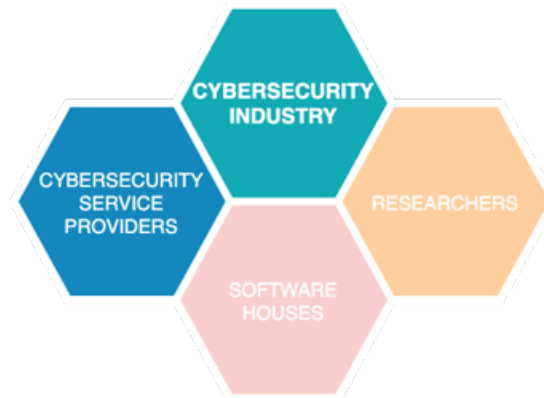 CYBERSECURITY
INDUSTRY
CYBERSECURITY
SERVICE
PROVIDERS
RESEARCHERS
SOFTWARE
HOUSES